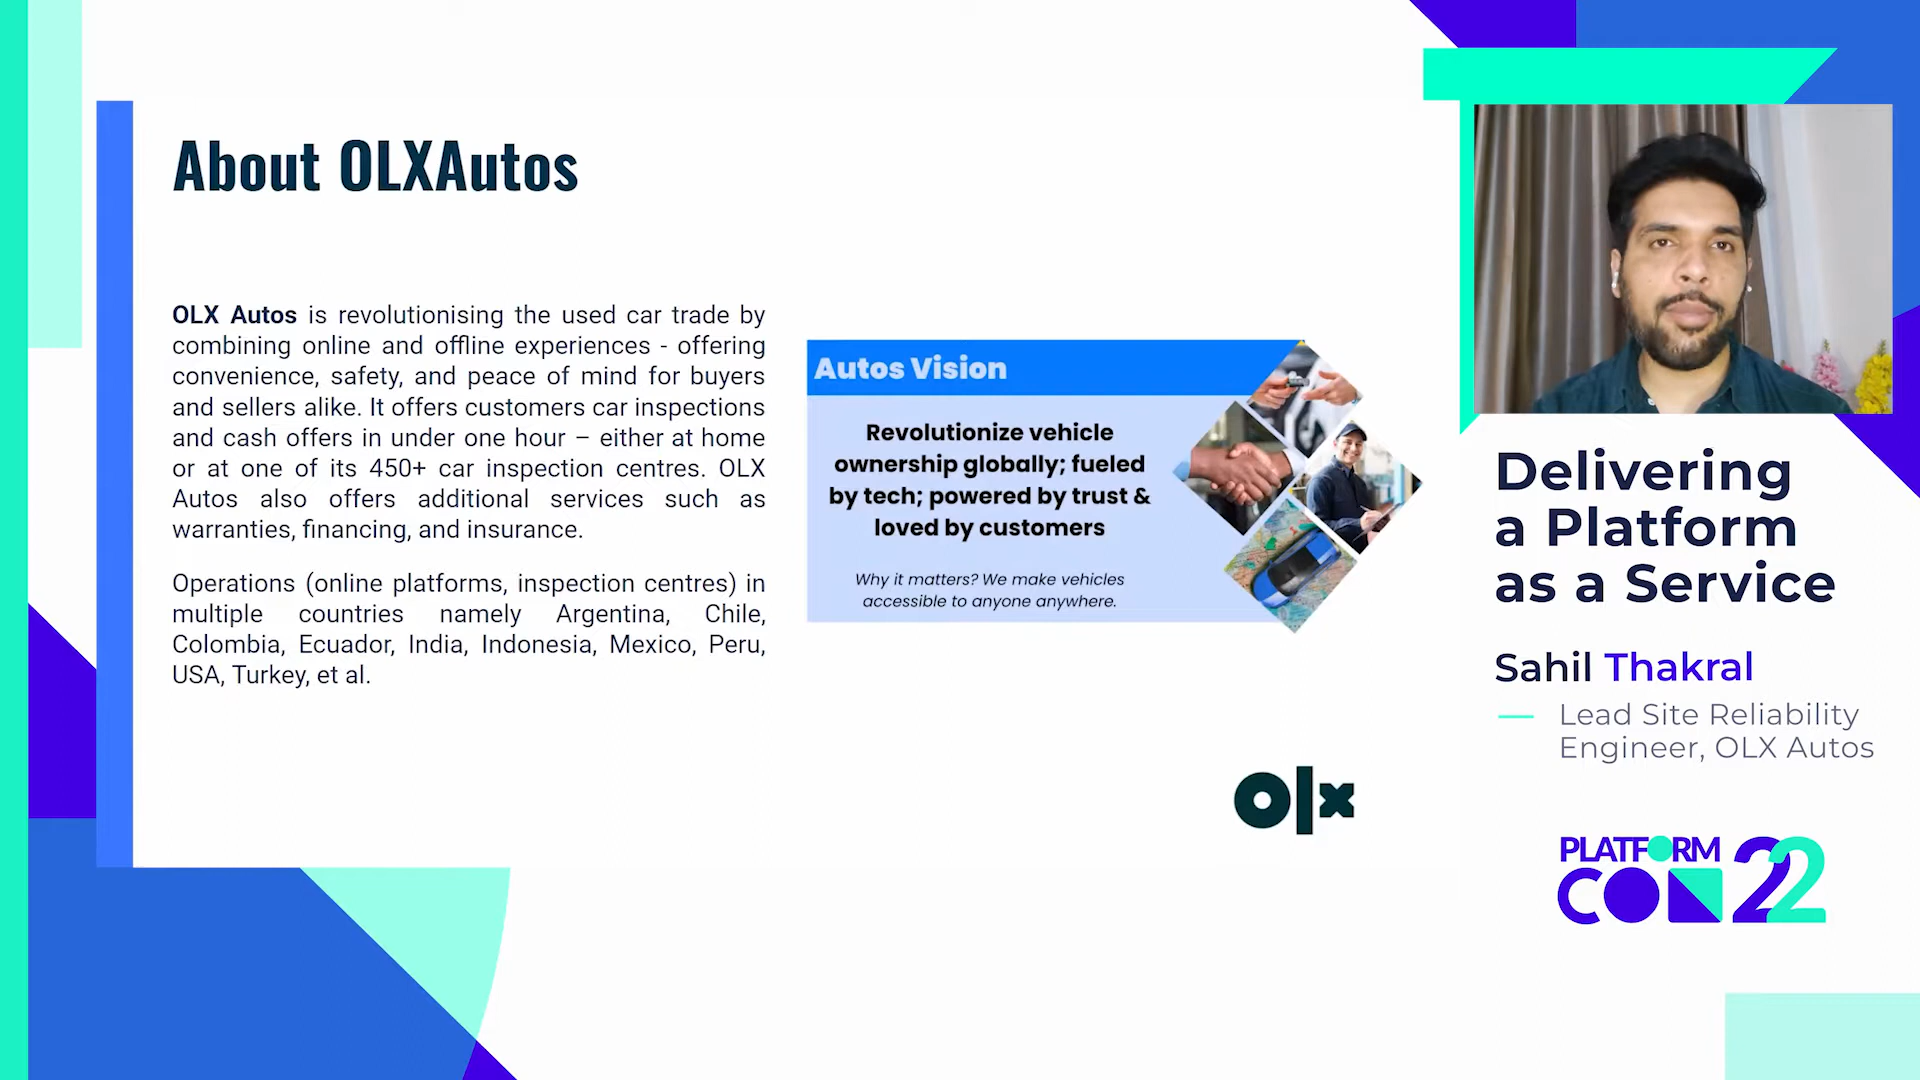 About OLXAutos
OLX Autos is revolutionising the used car trade by
combining online and offline experiences - offering
convenience, safety, and peace of mind for buyers
and sellers alike. It offers customers car inspections
and cash offers in under one hour – either at home
or at one of its 450+ car inspection centres. OLX
Autos also offers additional services such as
warranties, financing, and insurance.
Operations (online platforms, inspection centres) in
multiple countries namely Argentina, Chile,
Colombia, Ecuador, India, Indonesia, Mexico, Peru,
USA, Turkey, et al.
Autos Vision
Revolutionize vehicle
ownership globally; fueled
by tech; powered by trust &
loved by customers
Why it matters? We make vehicles
accessible to anyone anywhere.
olx
Delivering
a Platform
as a Service
Sahil Thakral
— Lead Site Reliability
Engineer, OLX Autos
PLATFORM
CON 22